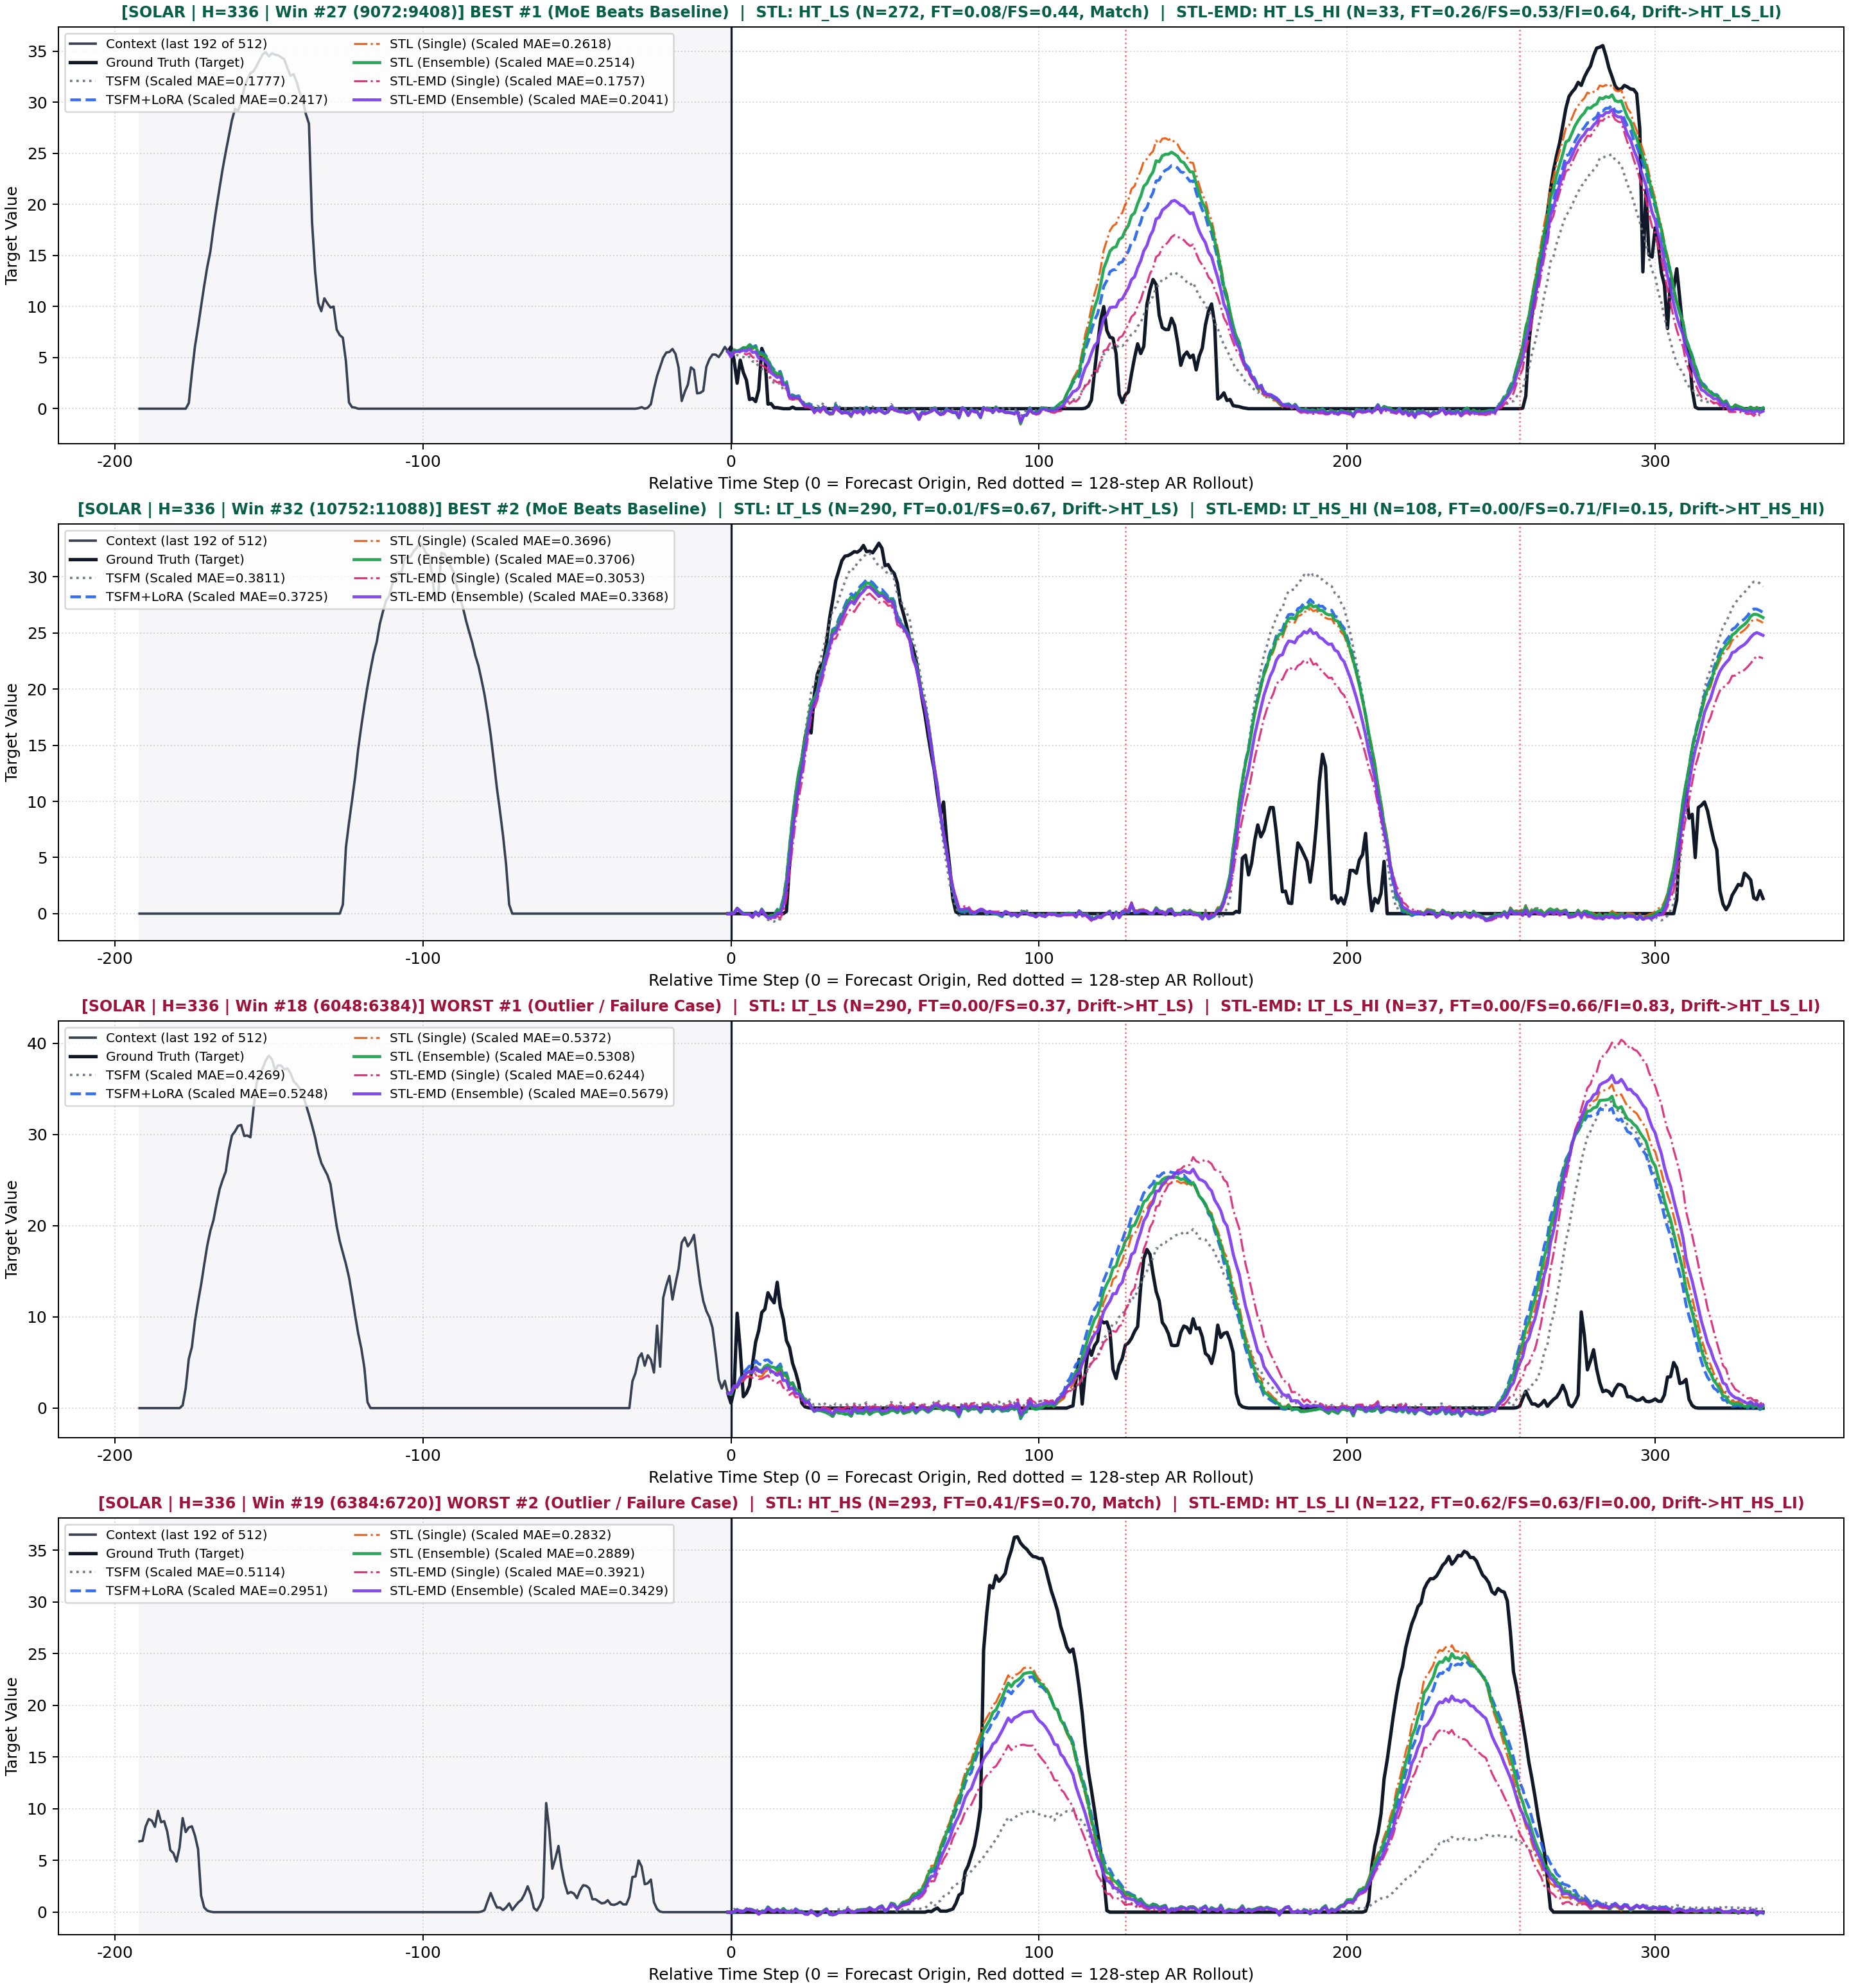 [SOLAR | H=336 | Win #27 (9072:9408)] BEST #1 (MoE Beats Baseline) | STL: HT_LS (N=272, FT=0.08/FS=0.44, Match) | STL-EMD: HT_LS_HI (N=33, FT=0.26/FS=0.53/FI=0.64, Drift->HT_LS_LI)
Context (last 192 of 512)
Ground Truth (Target)
TSFM (Scaled MAE=0.1777)
TSFM+LoRA (Scaled MAE=0.2417)
STL (Single) (Scaled MAE=0.2618)
STL (Ensemble) (Scaled MAE=0.2514)
STL-EMD (Single) (Scaled MAE=0.1757)
STL-EMD (Ensemble) (Scaled MAE=0.2041)
Target Value
35
30
25
20
15
10
5
0
-200 -100 0 100 200 300
Relative Time Step (0 = Forecast Origin, Red dotted = 128-step AR Rollout)
[SOLAR | H=336 | Win #32 (10752:11088)] BEST #2 (MoE Beats Baseline) | STL: LT_LS (N=290, FT=0.01/FS=0.67, Drift->HT_LS) | STL-EMD: LT_HS_HI (N=108, FT=0.00/FS=0.71/FI=0.15, Drift->HT_HS_HI)
Context (last 192 of 512)
Ground Truth (Target)
TSFM (Scaled MAE=0.3811)
TSFM+LoRA (Scaled MAE=0.3725)
STL (Single) (Scaled MAE=0.3696)
STL (Ensemble) (Scaled MAE=0.3706)
STL-EMD (Single) (Scaled MAE=0.3053)
STL-EMD (Ensemble) (Scaled MAE=0.3368)
Target Value
30
25
20
15
10
5
0
-200 -100 0 100 200 300
Relative Time Step (0 = Forecast Origin, Red dotted = 128-step AR Rollout)
[SOLAR | H=336 | Win #18 (6048:6384)] WORST #1 (Outlier / Failure Case) | STL: LT_LS (N=290, FT=0.00/FS=0.37, Drift->HT_LS) | STL-EMD: LT_LS_HI (N=37, FT=0.00/FS=0.66/FI=0.83, Drift->HT_LS_LI)
Context (last 192 of 512)
Ground Truth (Target)
TSFM (Scaled MAE=0.4269)
TSFM+LoRA (Scaled MAE=0.5248)
STL (Single) (Scaled MAE=0.5372)
STL (Ensemble) (Scaled MAE=0.5308)
STL-EMD (Single) (Scaled MAE=0.6244)
STL-EMD (Ensemble) (Scaled MAE=0.5679)
Target Value
40
30
20
10
0
-200 -100 0 100 200 300
Relative Time Step (0 = Forecast Origin, Red dotted = 128-step AR Rollout)
[SOLAR | H=336 | Win #19 (6384:6720)] WORST #2 (Outlier / Failure Case) | STL: HT_HS (N=293, FT=0.41/FS=0.70, Match) | STL-EMD: HT_LS_LI (N=122, FT=0.62/FS=0.63/FI=0.00, Drift->HT_HS_LI)
Context (last 192 of 512)
Ground Truth (Target)
TSFM (Scaled MAE=0.5114)
TSFM+LoRA (Scaled MAE=0.2951)
STL (Single) (Scaled MAE=0.2832)
STL (Ensemble) (Scaled MAE=0.2889)
STL-EMD (Single) (Scaled MAE=0.3921)
STL-EMD (Ensemble) (Scaled MAE=0.3429)
Target Value
35
30
25
20
15
10
5
0
-200 -100 0 100 200 300
Relative Time Step (0 = Forecast Origin, Red dotted = 128-step AR Rollout)